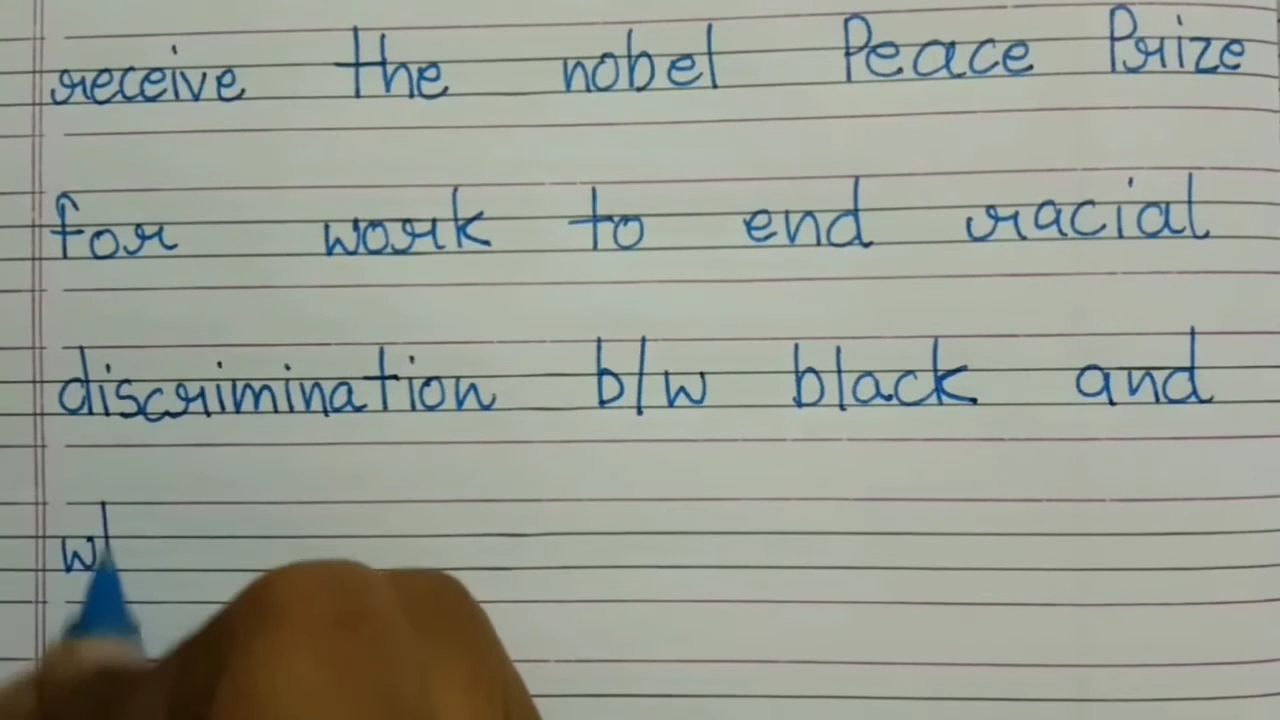 receive the nobel Peace Prize
for work to end racial
discrimination b/w black and